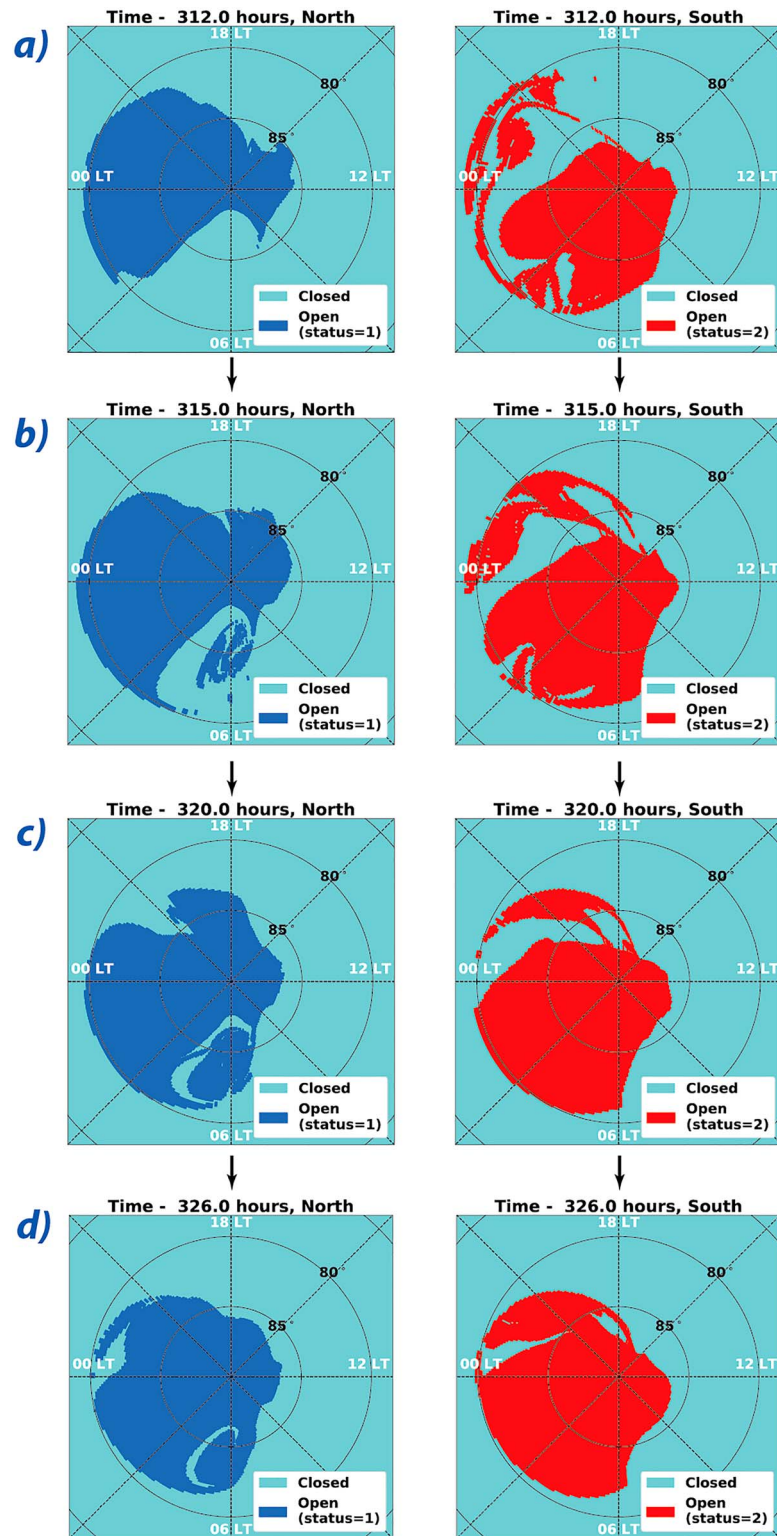 a)
Time -  312.0 hours, North
18 LT
80°
85°
00 LT
12 LT
06 LT
Closed
Open
(status=1)
Time -  312.0 hours, South
18 LT
80°
85°
00 LT
12 LT
06 LT
Closed
Open
(status=2)
b)
Time -  315.0 hours, North
18 LT
80°
85°
00 LT
12 LT
06 LT
Closed
Open
(status=1)
Time -  315.0 hours, South
18 LT
80°
85°
00 LT
12 LT
06 LT
Closed
Open
(status=2)
c)
Time -  320.0 hours, North
18 LT
80°
85°
00 LT
12 LT
06 LT
Closed
Open
(status=1)
Time -  320.0 hours, South
18 LT
80°
85°
00 LT
12 LT
06 LT
Closed
Open
(status=2)
d)
Time -  326.0 hours, North
18 LT
80°
85°
00 LT
12 LT
06 LT
Closed
Open
(status=1)
Time -  326.0 hours, South
18 LT
80°
85°
00 LT
12 LT
06 LT
Closed
Open
(status=2)